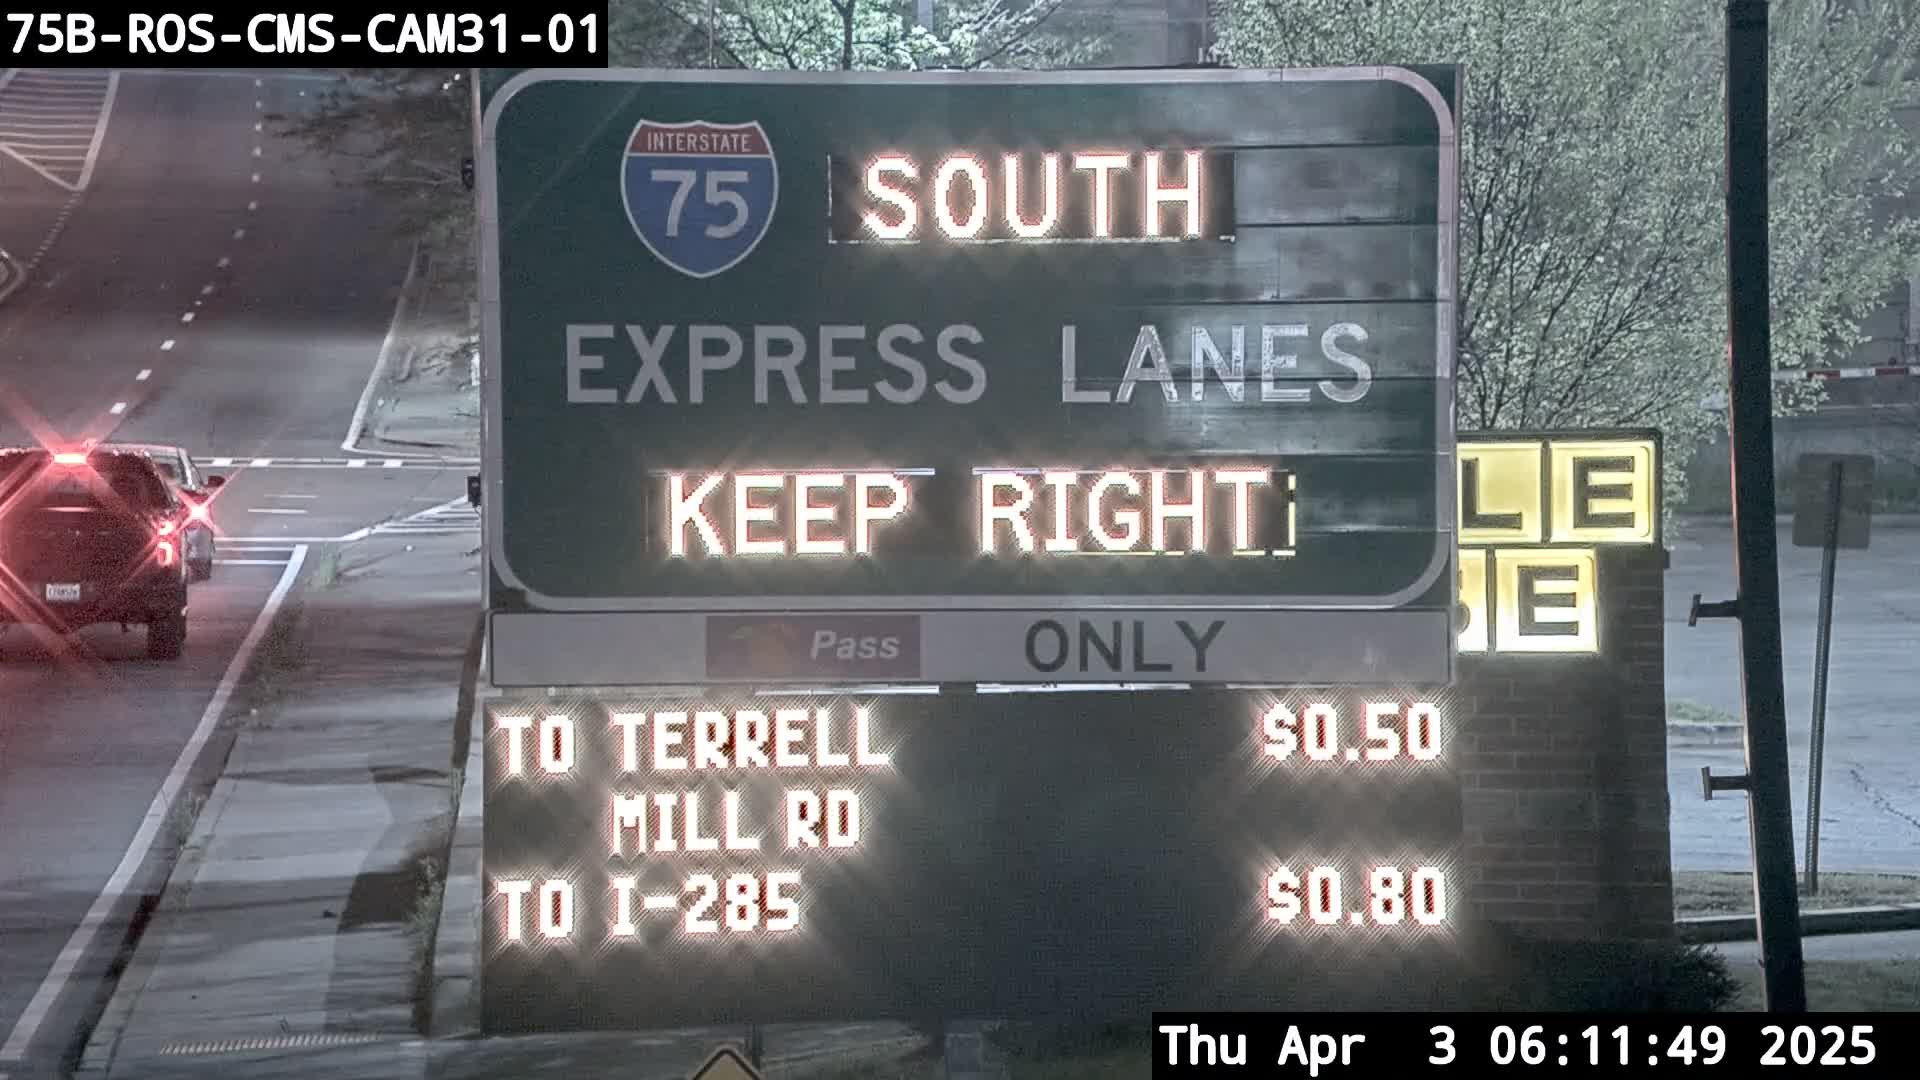 75B-ROS-CMS-CAM31-01
INTERSTATE
75
SOUTH
EXPRESS LANES
KEEP RIGHT
Pass ONLY
TO TERRELL $0.50
MILL RD
TO I-285 $0.80
LE
E
Thu Apr 3 06:11:49 2025